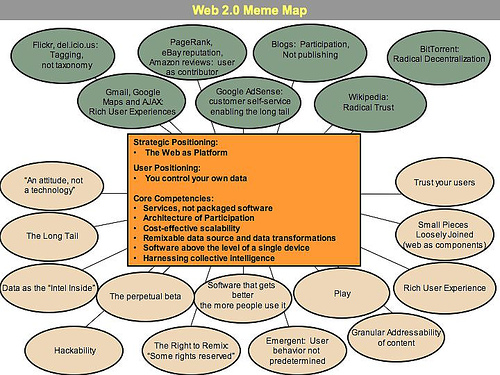 Web 2.0 Meme Map
Flickr, del.icio.us:
Tagging,
not taxonomy
PageRank,
eBay reputation,
Amazon reviews: user
as contributor
Blogs: Participation,
Not publishing
BitTorrent:
Radical Decentralization
Gmail, Google
Maps and AJAX:
Rich User Experiences
Google AdSense:
customer self-service
enabling the long tail
Wikipedia:
Radical Trust
Strategic Positioning:
• The Web as Platform
User Positioning:
• You control your own data
Core Competencies:
• Services, not packaged software
• Architecture of Participation
• Cost-effective scalability
• Remixable data source and data transformations
• Software above the level of a single device
• Harnessing collective intelligence
"An attitude, not
a technology"
Trust your users
The Long Tail
Small Pieces
Loosely Joined
(web as components)
Data as the "Intel Inside"
The perpetual beta
Software that gets
better
the more people use it
Play
Rich User Experience
Hackability
The Right to Remix:
"Some rights reserved"
Emergent: User
behavior not
predetermined
Granular Addressability
of content